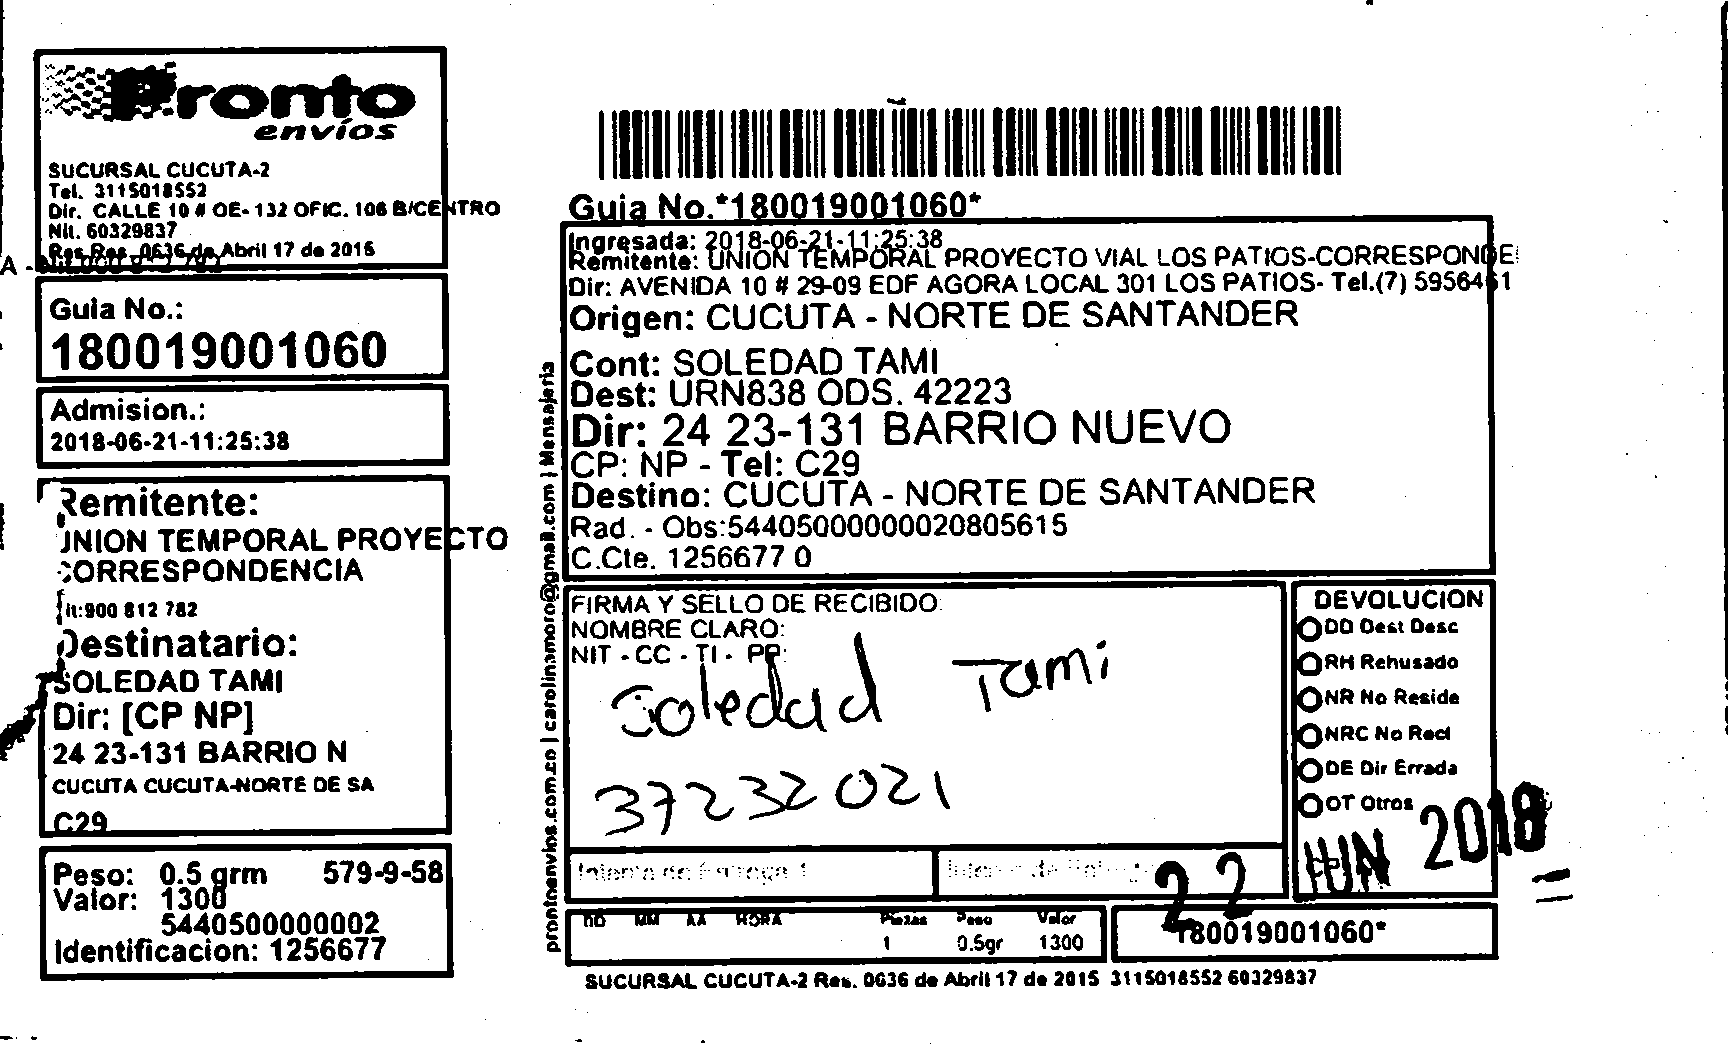 Pronto
envíos
SUCURSAL CUCUTA-2
Tel. 3115018552
Dir. CALLE 10 # OE- 132 OFIC. 106 B/CENTRO
Nit. 60329837
Res.Res. 0636 de Abril 17 de 2015
Guia No.:
180019001060
Admision.:
2018-06-21-11:25:38
Remitente:
UNION TEMPORAL PROYECTO
CORRESPONDENCIA
Nit:900 812 782
Destinatario:
SOLEDAD TAMI
Dir: [CP NP]
24 23-131 BARRIO N
CUCUTA CUCUTA-NORTE DE SA
C29
Peso: 0.5 grm 579-9-58
Valor: 1300
5440500000002
Identificacion: 1256677
prontoenvios.com.co | carolinamoro@gmail.com | Mensajeria
Guia No.*180019001060*
Ingresada: 2018-06-21-11:25:38
Remitente: UNION TEMPORAL PROYECTO VIAL LOS PATIOS-CORRESPONDE
Dir: AVENIDA 10 # 29-09 EDF AGORA LOCAL 301 LOS PATIOS- Tel.(7) 5956461
Origen: CUCUTA - NORTE DE SANTANDER
Cont: SOLEDAD TAMI
Dest: URN838 ODS. 42223
Dir: 24 23-131 BARRIO NUEVO
CP: NP - Tel: C29
Destino: CUCUTA - NORTE DE SANTANDER
Rad. - Obs:54405000000020805615
C.Cte. 1256677 0
FIRMA Y SELLO DE RECIBIDO:
NOMBRE CLARO:
NIT - CC - TI - PP:
Soledad Tami
37232021
DEVOLUCION
DD Dest Desc
RH Rehusado
NR No Reside
NRC No Recl
DE Dir Errada
OT Otros
22 JUN 2018
Intento de Entrega 1
DD MM AA HORA Piezas Peso Valor
1 0.5gr 1300
*180019001060*
SUCURSAL CUCUTA-2 Res. 0636 de Abril 17 de 2015 3115018552 60329837